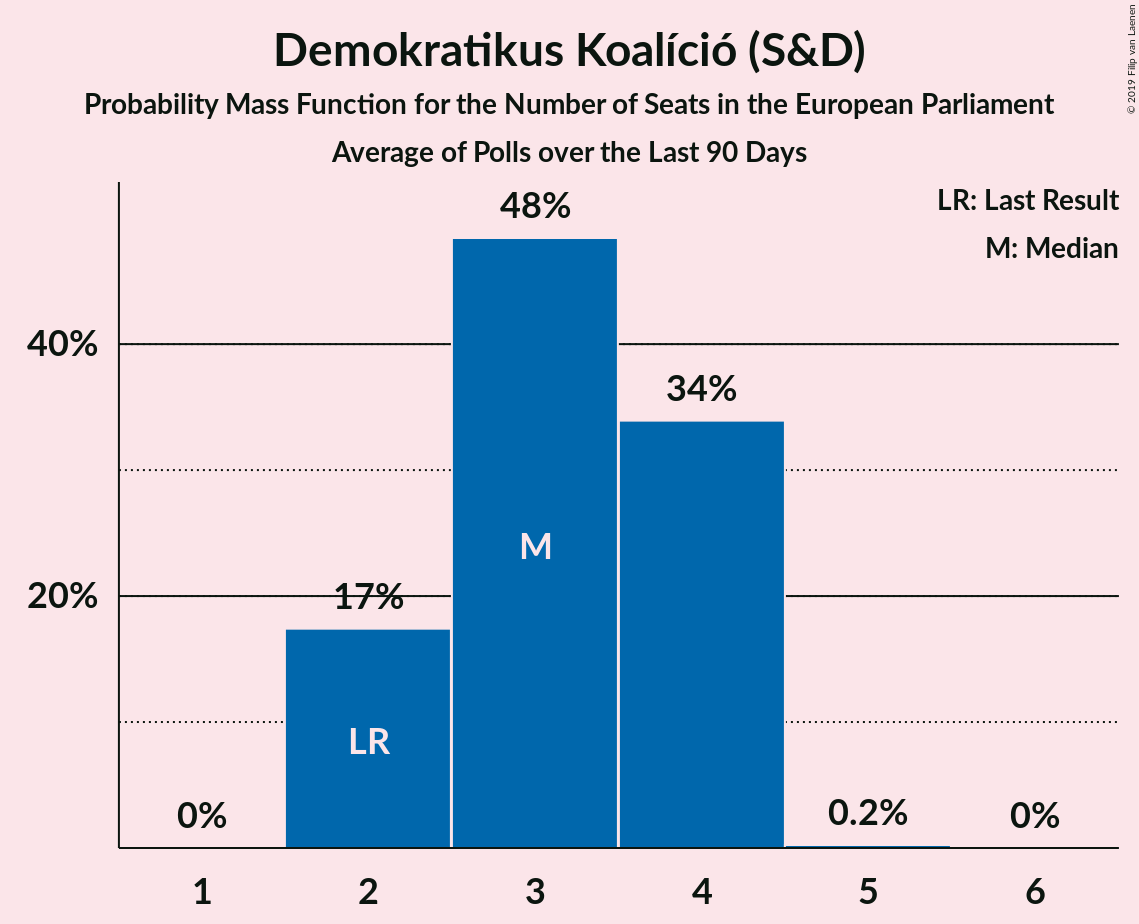 Demokratikus Koalíció (S&D)
Probability Mass Function for the Number of Seats in the European Parliament
Average of Polls over the Last 90 Days
© 2019 Filip van Laenen
LR: Last Result
M: Median
48%
40%
34%
M
20%
17%
LR
0%
0.2%
0%
1
2
3
4
5
6